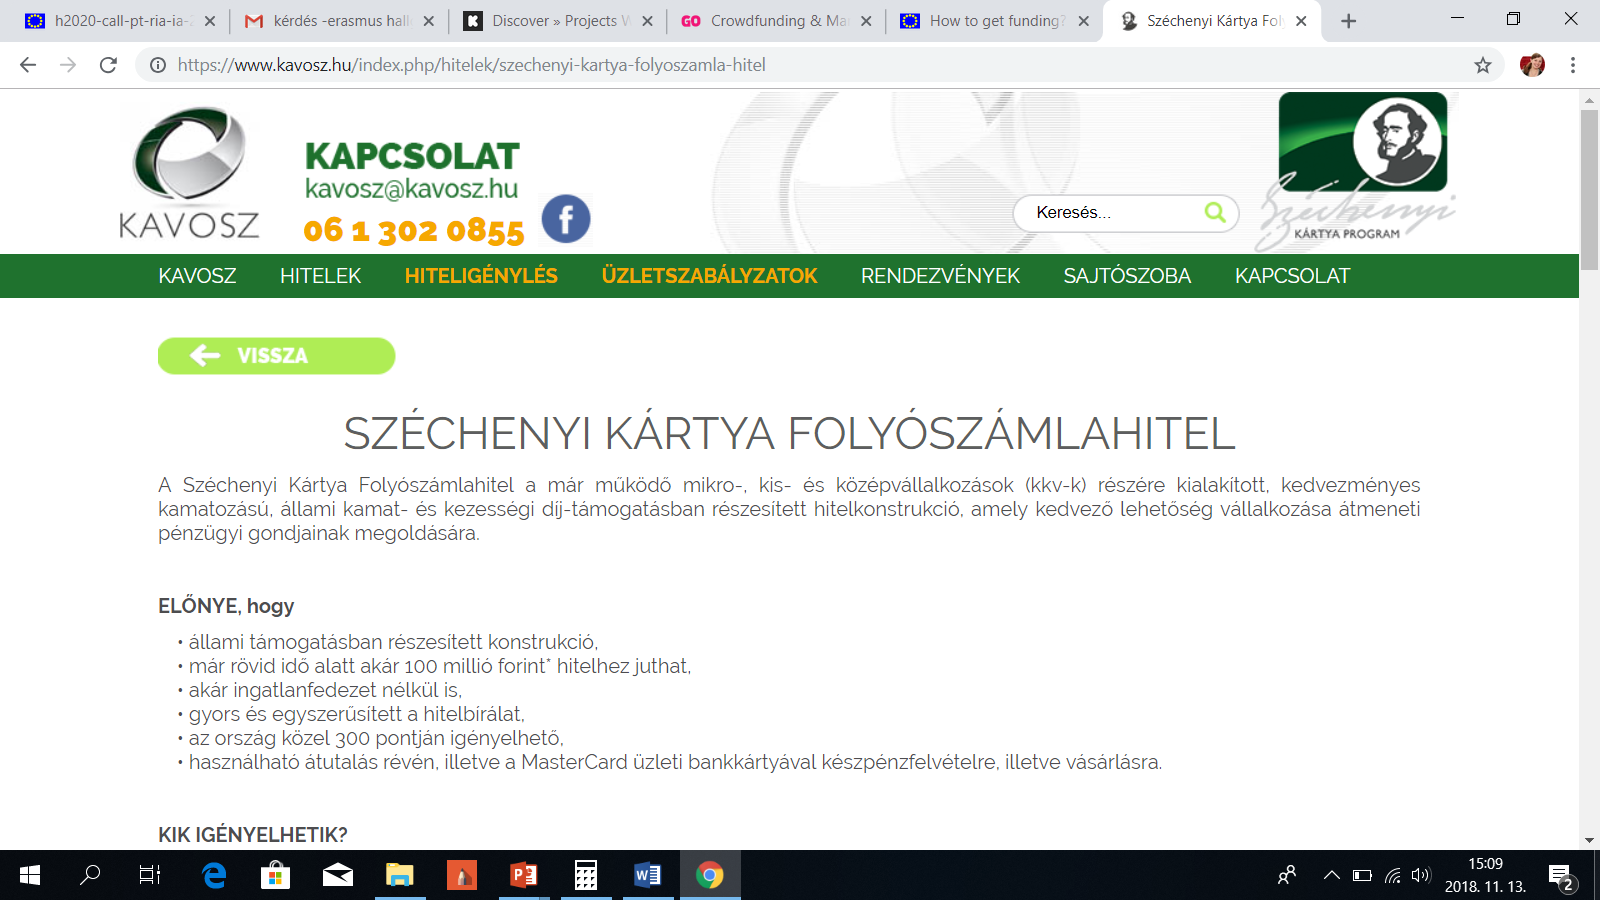 h2020-call-pt-ria-ia-2
kérdés -erasmus hall
Discover » Projects W
GO Crowdfunding & Ma
How to get funding?
Széchenyi Kártya Fol
https://www.kavosz.hu/index.php/hitelek/szechenyi-kartya-folyoszamla-hitel
KAVOSZ
KAPCSOLAT
kavosz@kavosz.hu
06 1 302 0855
f
Keresés...
Széchenyi
KÁRTYA PROGRAM
KAVOSZ HITELEK HITELIGÉNYLÉS ÜZLETSZABÁLYZATOK RENDEZVÉNYEK SAJTÓSZOBA KAPCSOLAT
VISSZA
SZÉCHENYI KÁRTYA FOLYÓSZÁMLAHITEL
A Széchenyi Kártya Folyószámlahitel a már működő mikro-, kis- és középvállalkozások (kkv-k) részére kialakított, kedvezményes
kamatozású, állami kamat- és kezességi díj-támogatásban részesített hitelkonstrukció, amely kedvező lehetőség vállalkozása átmeneti
pénzügyi gondjainak megoldására.
ELŐNYE, hogy
• állami támogatásban részesített konstrukció,
• már rövid idő alatt akár 100 millió forint* hitelhez juthat,
• akár ingatlanfedezet nélkül is,
• gyors és egyszerűsített a hitelbírálat,
• az ország közel 300 pontján igényelhető,
• használható átutalás révén, illetve a MasterCard üzleti bankkártyával készpénzfelvételre, illetve vásárlásra.
KIK IGÉNYELHETIK?
15:09
2018. 11. 13.
2